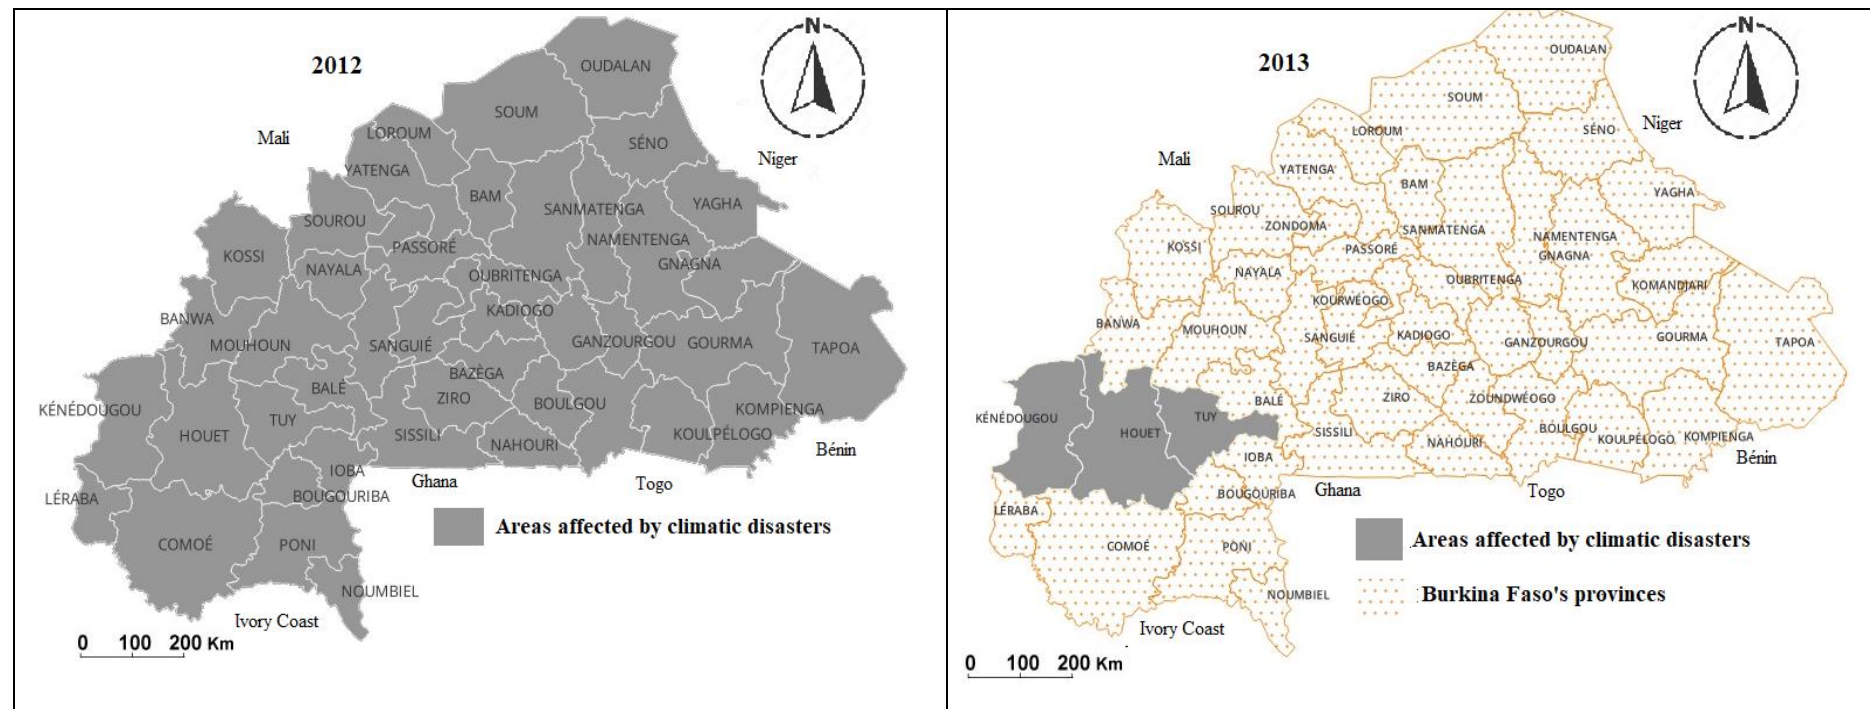 N
2012
OUDALAN
SOUM
Mali
LOROUM
SÉNO
Niger
YATENGA
BAM
SANMATENGA
YAGHA
SOUROU
NAMENTENGA
PASSORÉ
KOSSI
GNAGNA
NAYALA
OUBRITENGA
KADIOGO
BANWA
MOUHOUN
SANGUIÉ
GANZOURGOU
GOURMA
TAPOA
BAZÈGA
BALÉ
ZIRO
BOULGOU
KOMPIENGA
KÉNÉDOUGOU
TUY
HOUET
SISSILI
NAHOURI
KOULPÉLOGO
Bénin
IOBA
Ghana
Togo
LÉRABA
BOUGOURIBA
Areas affected by climatic disasters
COMOÉ
PONI
NOUMBIEL
Ivory Coast
0 100 200 Km
N
2013
OUDALAN
SOUM
Niger
LOROUM
SÉNO
Mali
YATENGA
BAM
YAGHA
SOUROU
ZONDOMA
SANMATENGA
NAMENTENGA
KOSSI
PASSORÉ
GNAGNA
NAYALA
OUBRITENGA
KOMANDJARI
KOURWÉOGO
BANWA
MOUHOUN
SANGUIÉ
KADIOGO
GANZOURGOU
GOURMA
TAPOA
BAZÈGA
BALÉ
ZIRO
ZOUNDWÉOGO
KÉNÉDOUGOU
TUY
HOUET
SISSILI
NAHOURI
BOULGOU
KOULPÉLOGO
KOMPIENGA
Bénin
IOBA
Ghana
Togo
BOUGOURIBA
LÉRABA
Areas affected by climatic disasters
COMOÉ
PONI
NOUMBIEL
Burkina Faso's provinces
Ivory Coast
0 100 200 Km